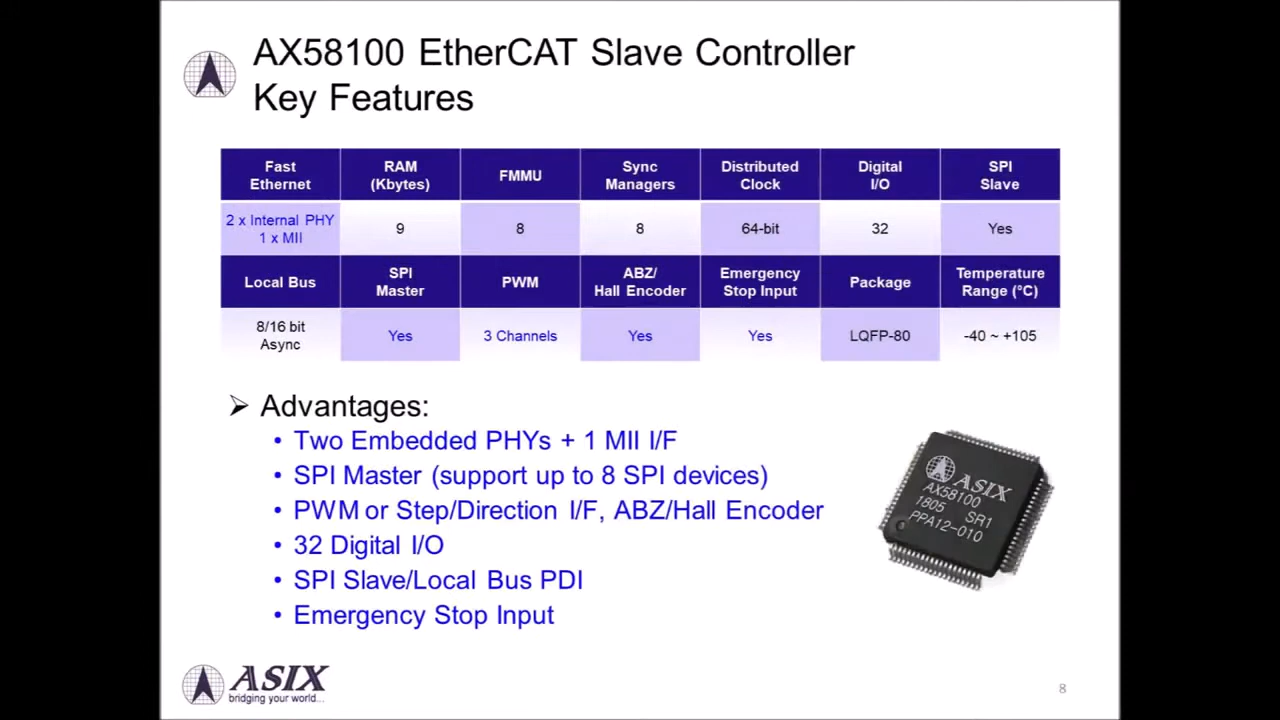 AX58100 EtherCAT Slave Controller
Key Features
Fast Ethernet
RAM (Kbytes)
FMMU
Sync Managers
Distributed Clock
Digital I/O
SPI Slave
2 x Internal PHY
1 x MII
9
8
8
64-bit
32
Yes
Local Bus
SPI Master
PWM
ABZ/ Hall Encoder
Emergency Stop Input
Package
Temperature Range (°C)
8/16 bit
Async
Yes
3 Channels
Yes
Yes
LQFP-80
-40 ~ +105
Advantages:
• Two Embedded PHYs + 1 MII I/F
• SPI Master (support up to 8 SPI devices)
• PWM or Step/Direction I/F, ABZ/Hall Encoder
• 32 Digital I/O
• SPI Slave/Local Bus PDI
• Emergency Stop Input
ASIX
AX58100
1805 SR1
PPA12-010
ASIX
bridging your world...
8